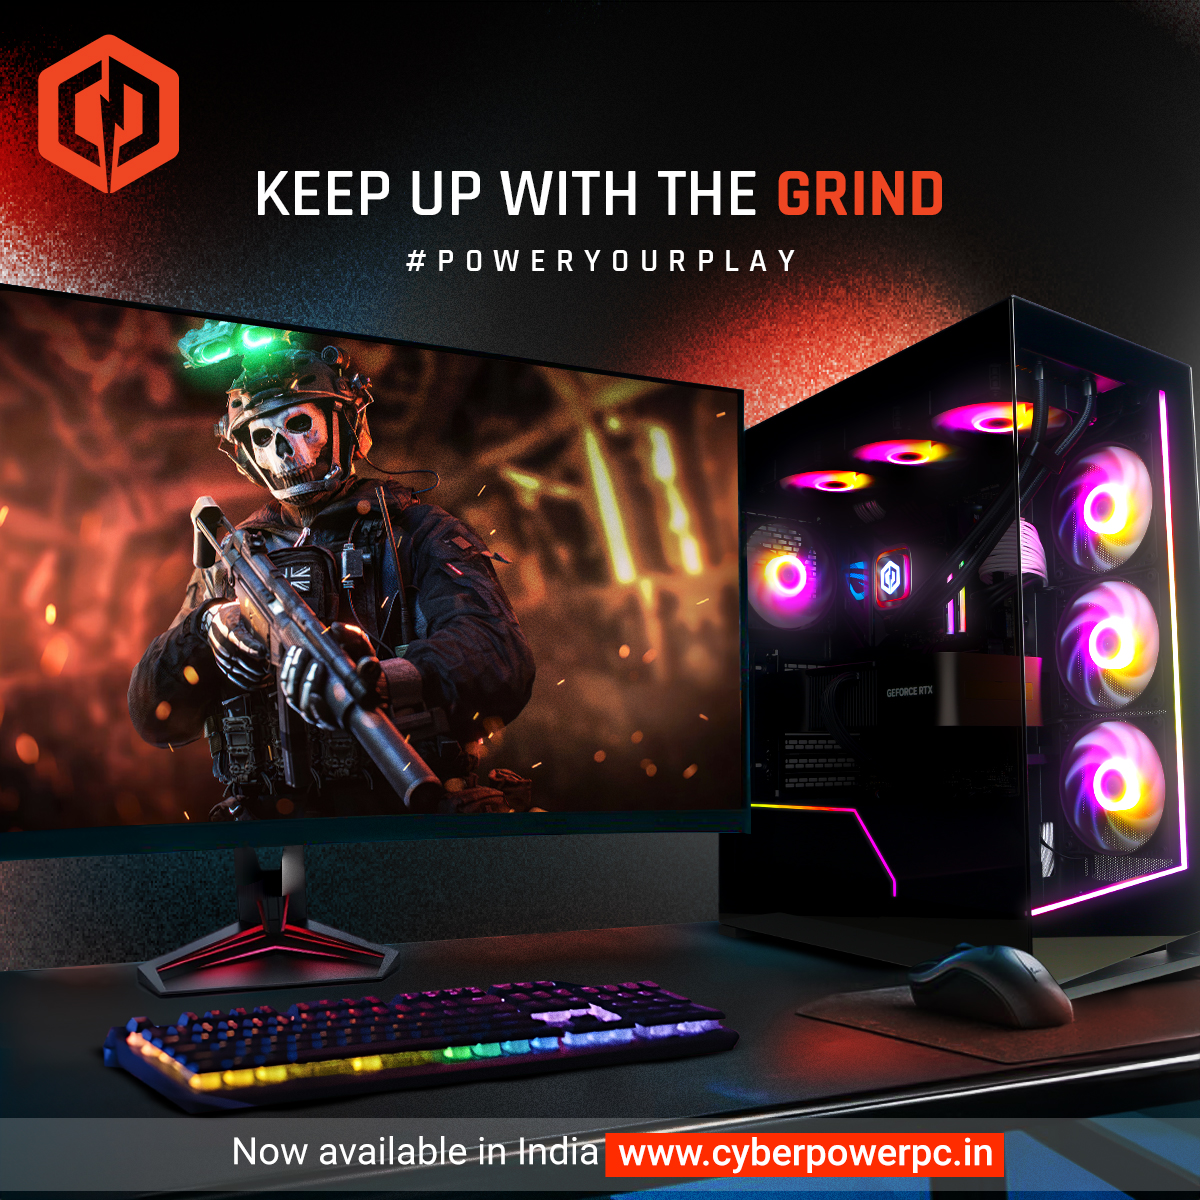 KEEP UP WITH THE GRIND
#POWERYOURPLAY
GEFORCE RTX
Now available in India www.cyberpowerpc.in